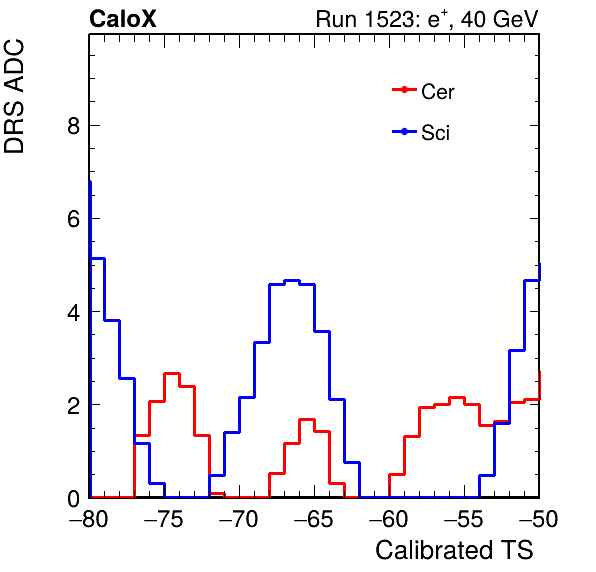 CaloX Run 1523: e⁺, 40 GeV
DRS ADC
Cer
Sci
8
6
4
2
0
−80 −75 −70 −65 −60 −55 −50
Calibrated TS